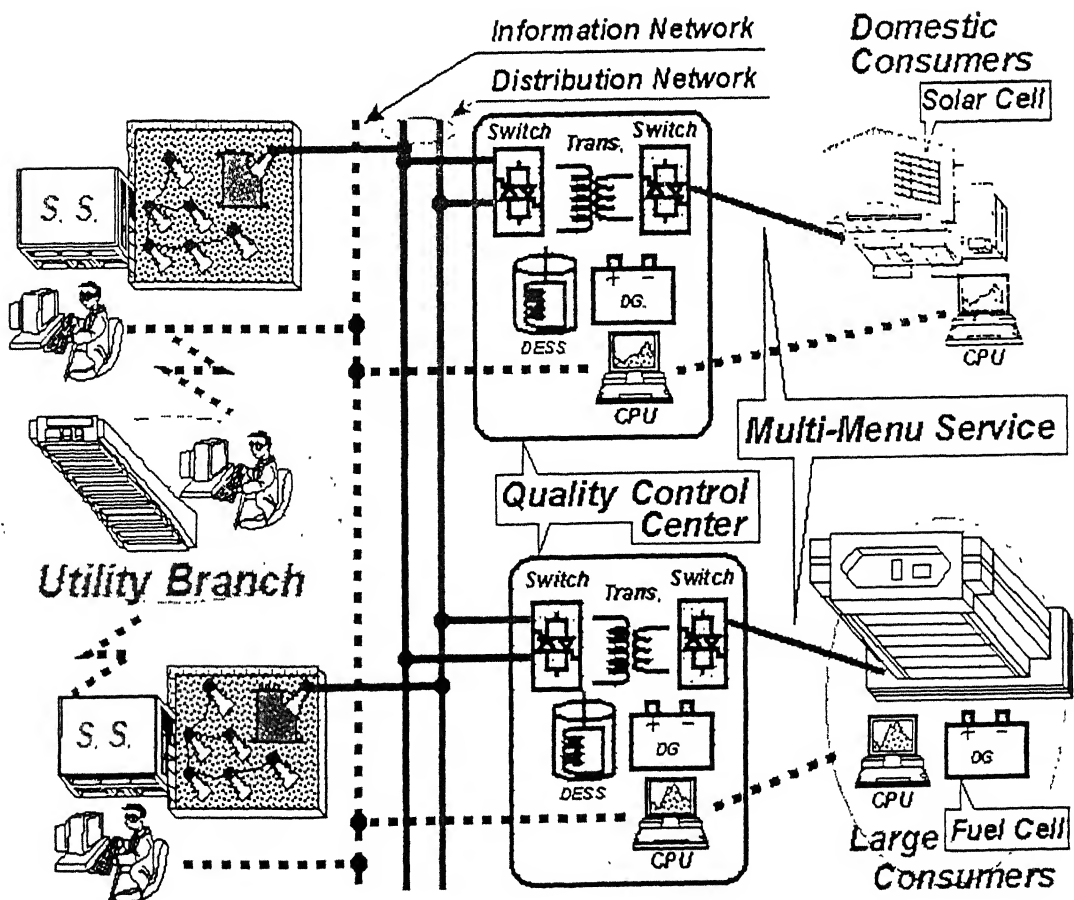 Information Network
Distribution Network
Domestic
Consumers
Solar Cell
Switch
Trans.
Switch
S. S.
+ −
DG.
DESS
CPU
CPU
Multi-Menu Service
Quality Control
Center
Utility Branch
Switch
Trans.
Switch
S. S.
+ −
DG
DESS
CPU
+ −
DG
CPU
Large
Fuel Cell
Consumers